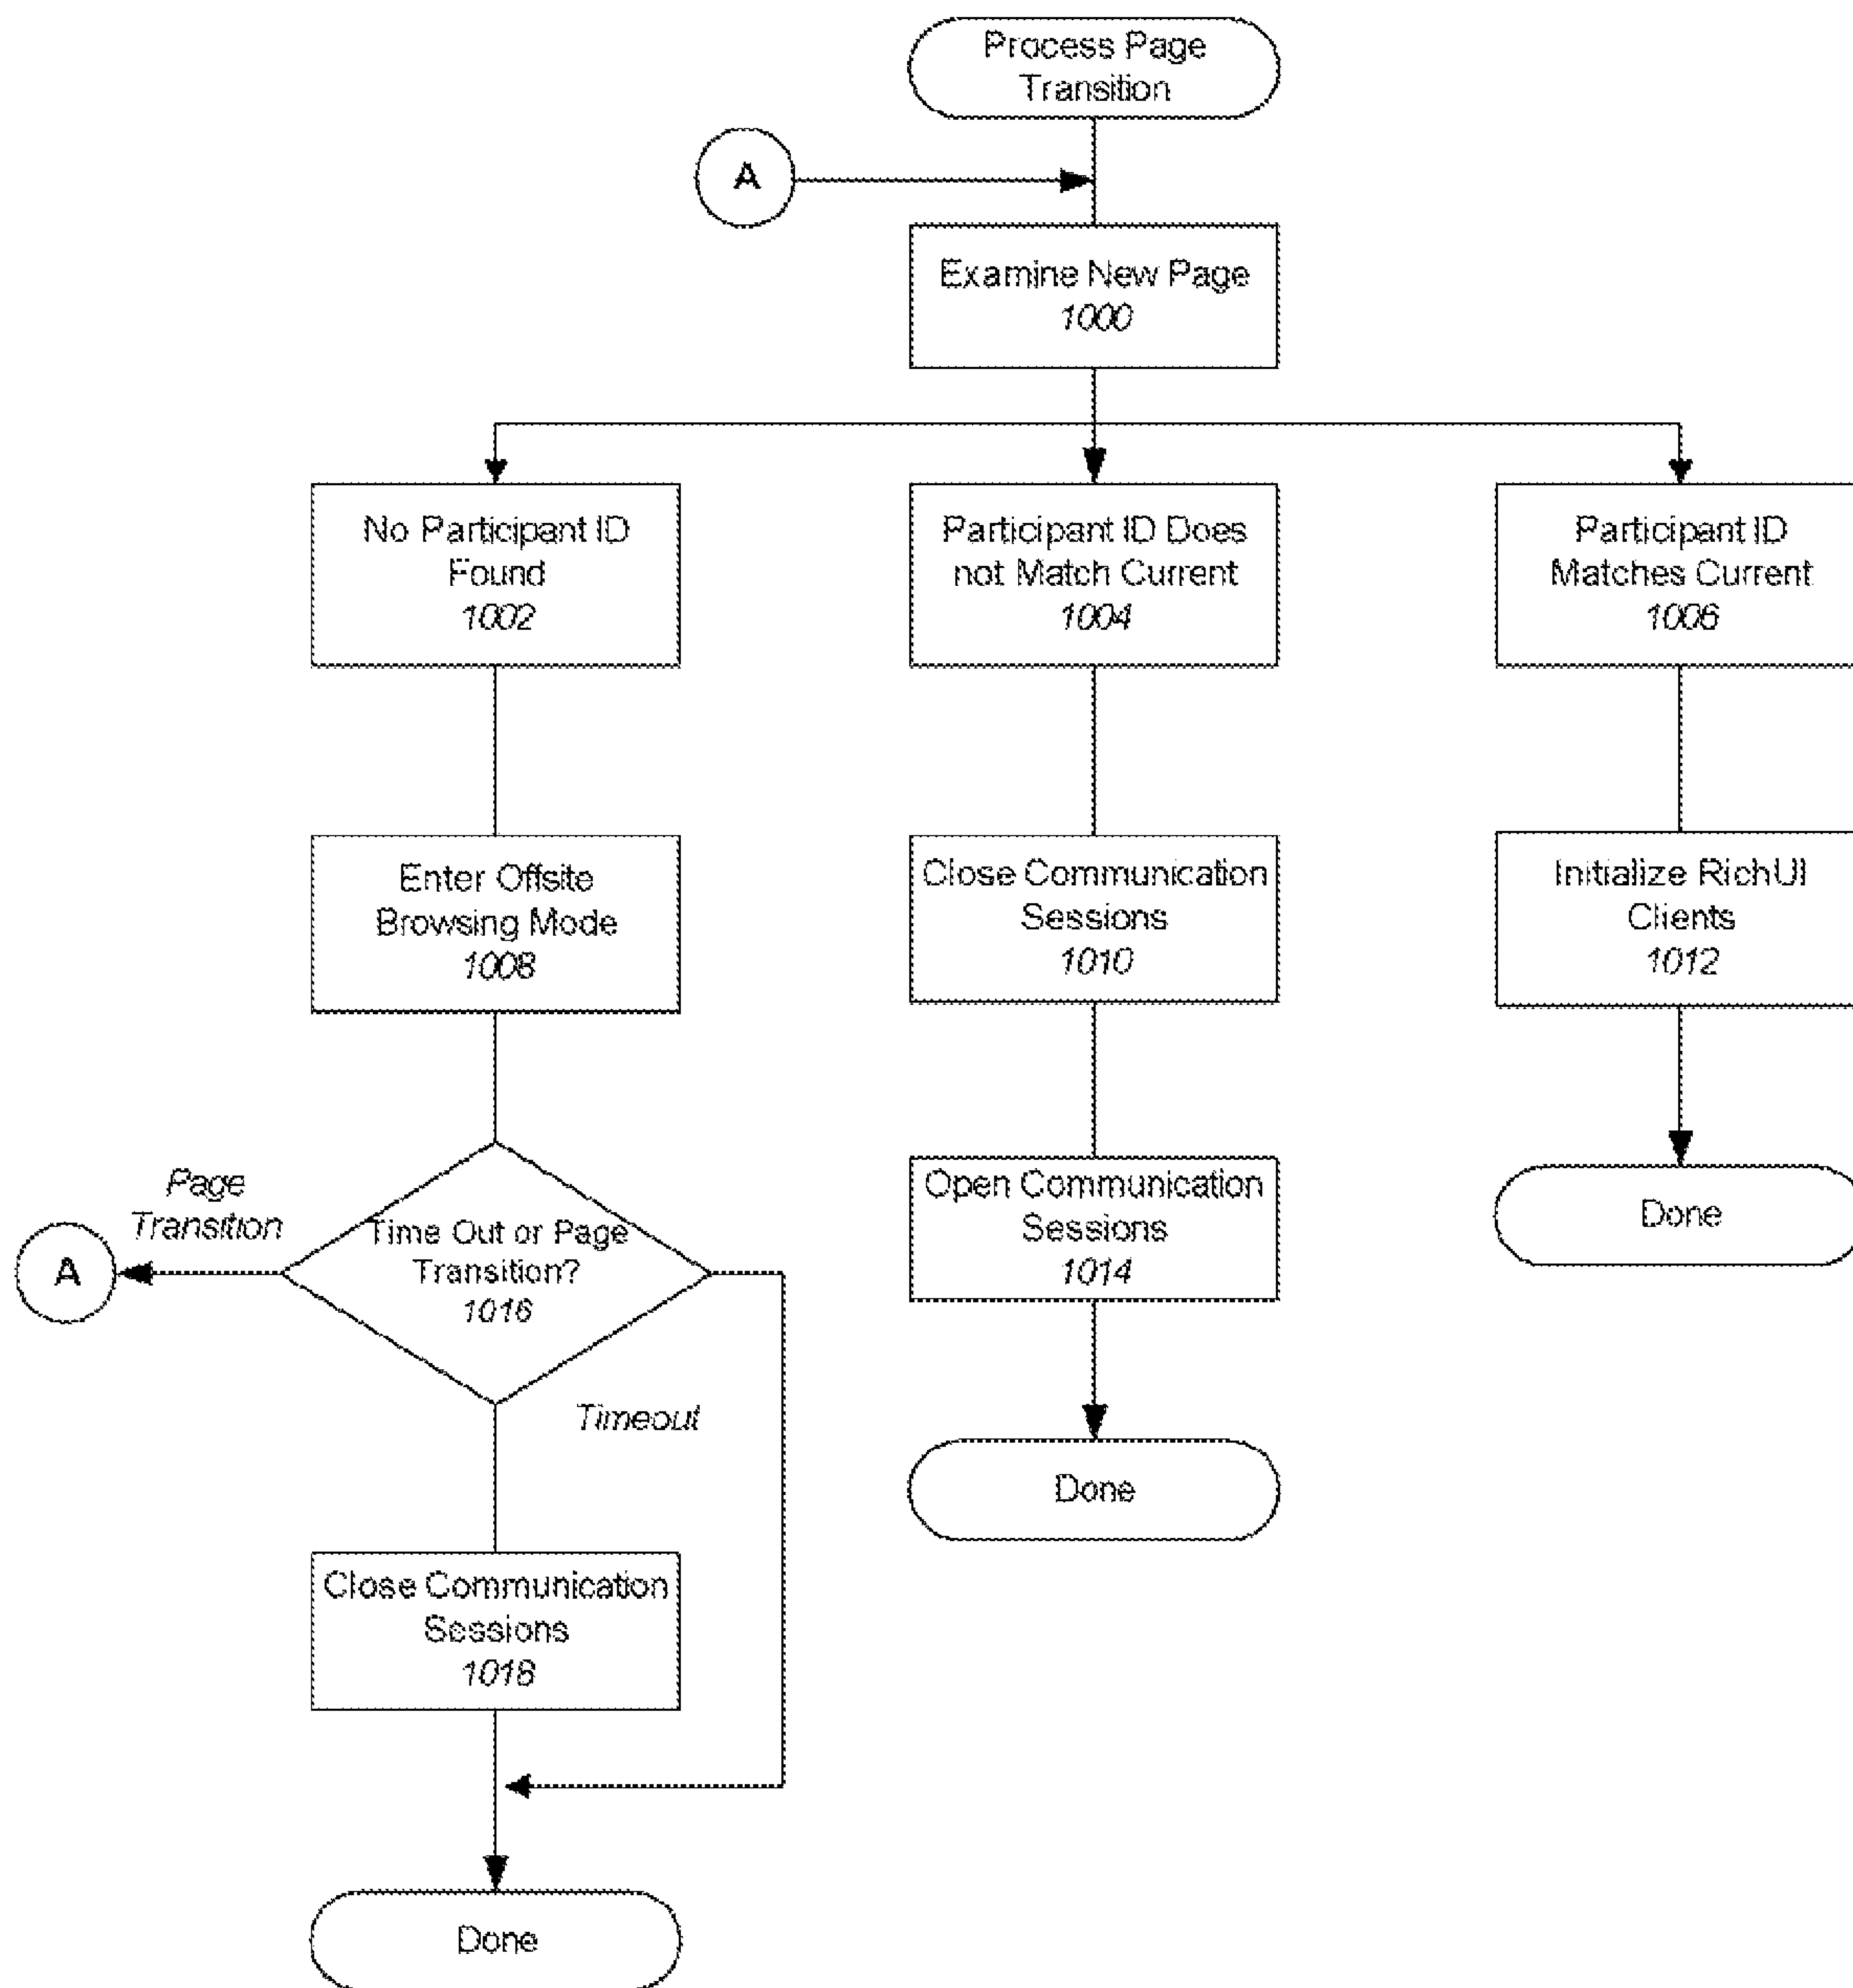 Process Page
Transition
A
Examine New Page
1000
No Participant ID
Found
1002
Participant ID Does
not Match Current
1004
Participant ID
Matches Current
1006
Enter Offsite
Browsing Mode
1008
Close Communication
Sessions
1010
Initialize RichUI
Clients
1012
Page
Transition
A
Time Out or Page
Transition?
1016
Timeout
Open Communication
Sessions
1014
Done
Done
Close Communication
Sessions
1018
Done